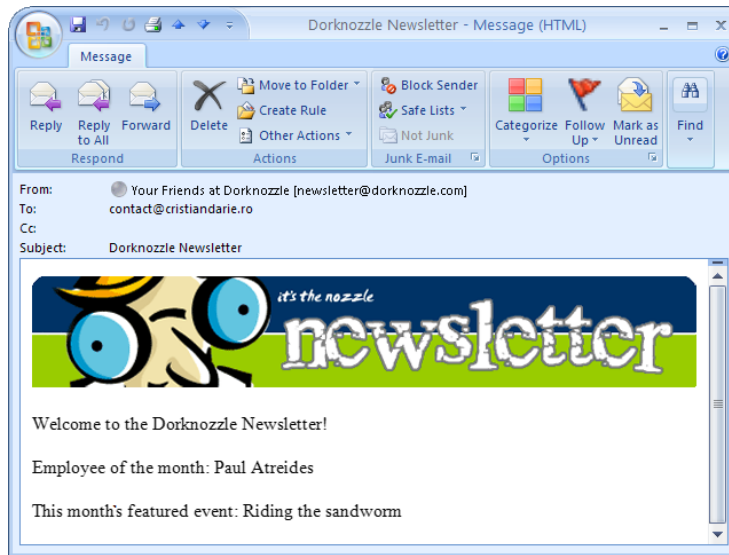 Dorknozzle Newsletter - Message (HTML)
Message
Reply
Reply to All
Forward
Respond
Delete
Move to Folder
Create Rule
Other Actions
Actions
Block Sender
Safe Lists
Not Junk
Junk E-mail
Categorize
Follow Up
Mark as Unread
Options
Find
From: Your Friends at Dorknozzle [newsletter@dorknozzle.com]
To: contact@cristiandarie.ro
Cc:
Subject: Dorknozzle Newsletter
it's the nozzle
newsletter
Welcome to the Dorknozzle Newsletter!
Employee of the month: Paul Atreides
This month's featured event: Riding the sandworm